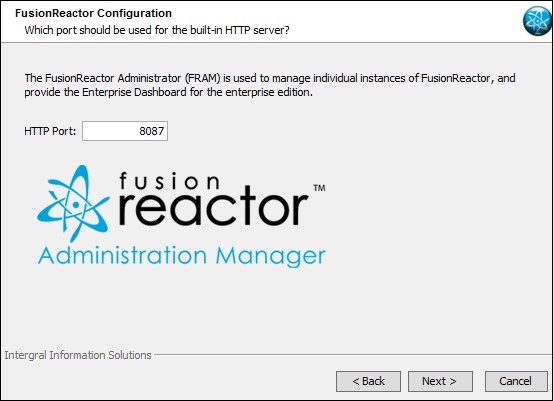 FusionReactor Configuration
Which port should be used for the built-in HTTP server?
The FusionReactor Administrator (FRAM) is used to manage individual instances of FusionReactor, and
provide the Enterprise Dashboard for the enterprise edition.
HTTP Port: 8087
fusion
reactor™
Administration Manager
Intergral Information Solutions
< Back Next > Cancel